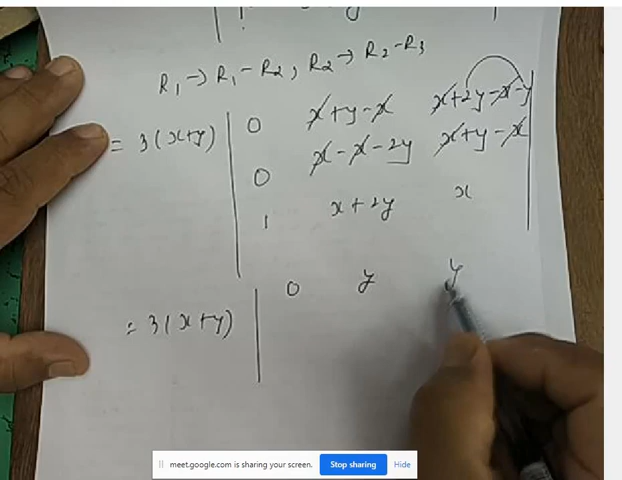 R₁ → R₁ - R₂, R₂ → R₂ - R₃
0 x+y-x x+2y-x-y
= 3(x+y)
0 x-x-2y x+y-x
1 x+2y x
0 y y
= 3(x+y)
meet.google.com is sharing your screen. Stop sharing Hide